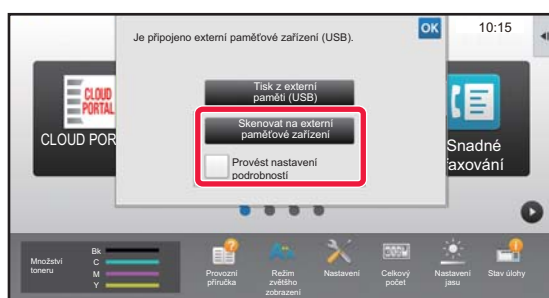 Je připojeno externí paměťové zařízení (USB).
OK
10:15
Tisk z externí
paměti (USB)
Skenovat na externí
paměťové zařízení
Provést nastavení
podrobností
CLOUD
PORTAL
CLOUD POR
Snadné
faxování
Množství
toneru
Bk
C
M
Y
Provozní
příručka
Režim
zvětšého
zobrazení
Nastavení
Celkový
počet
Nastavení
jasu
Stav úlohy